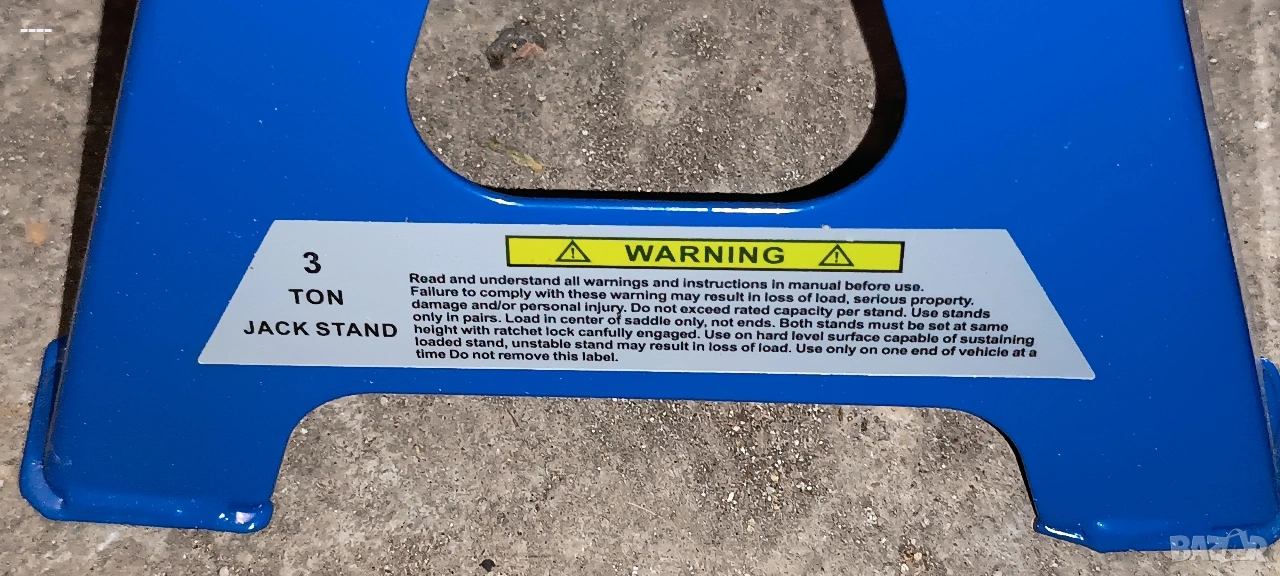 3
TON
JACK STAND
WARNING
Read and understand all warnings and instructions in manual before use.
Failure to comply with these warning may result in loss of load, serious property.
damage and/or personal injury. Do not exceed rated capacity per stand. Use stands
only in pairs. Load in center of saddle only, not ends. Both stands must be set at same
height with ratchet lock canfully engaged. Use on hard level surface capable of sustaining
loaded stand, unstable stand may result in loss of load. Use only on one end of vehicle at a
time Do not remove this label.
BAZAR